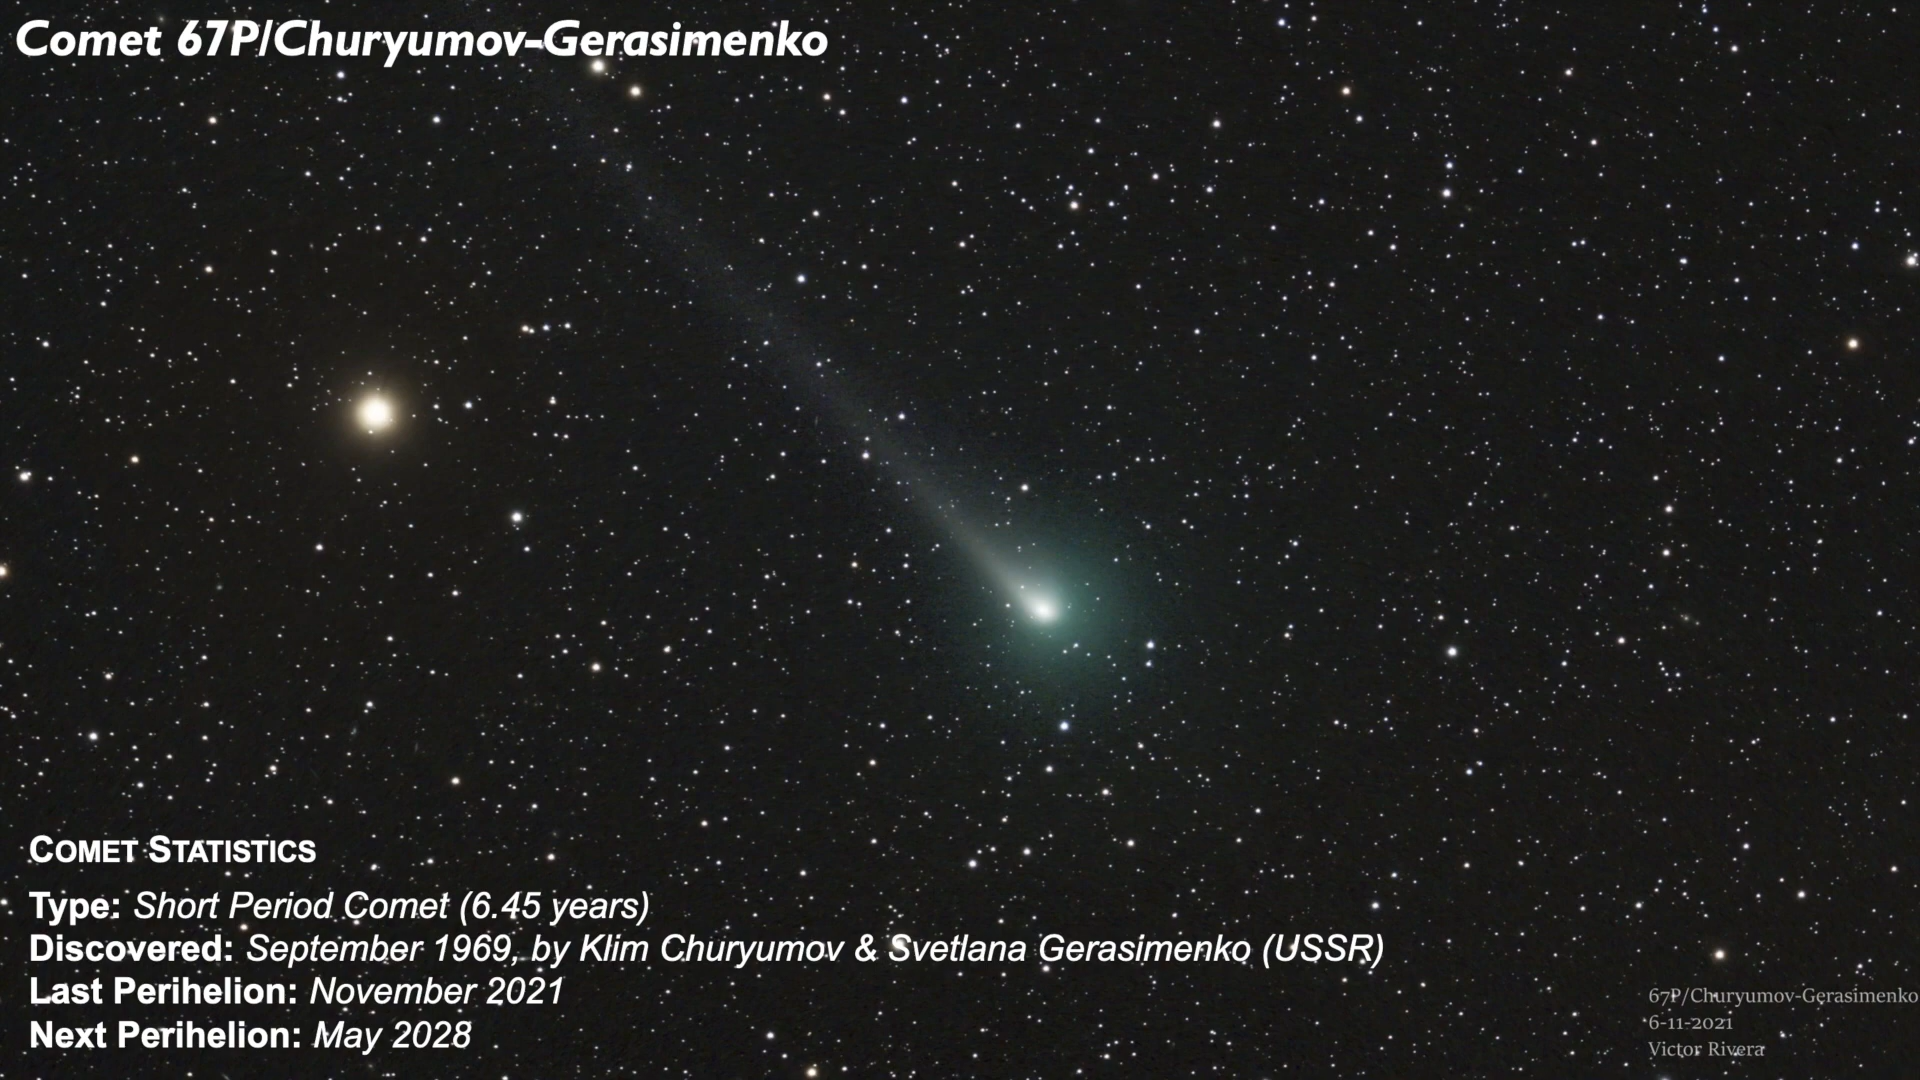 Comet 67P/Churyumov-Gerasimenko
COMET STATISTICS
Type: Short Period Comet (6.45 years)
Discovered: September 1969, by Klim Churyumov & Svetlana Gerasimenko (USSR)
Last Perihelion: November 2021
Next Perihelion: May 2028
67P/Churyumov-Gerasimenko
6-11-2021
Victor Rivera